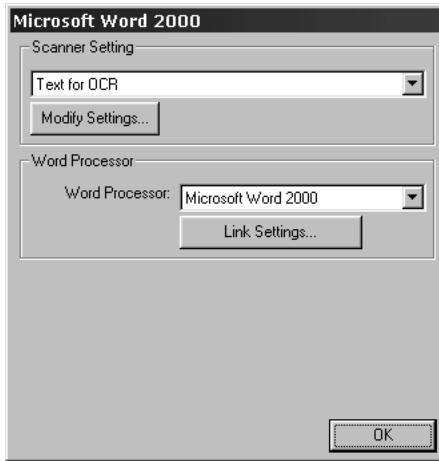 Microsoft Word 2000
Scanner Setting
Text for OCR
Modify Settings...
Word Processor
Word Processor: Microsoft Word 2000
Link Settings...
OK